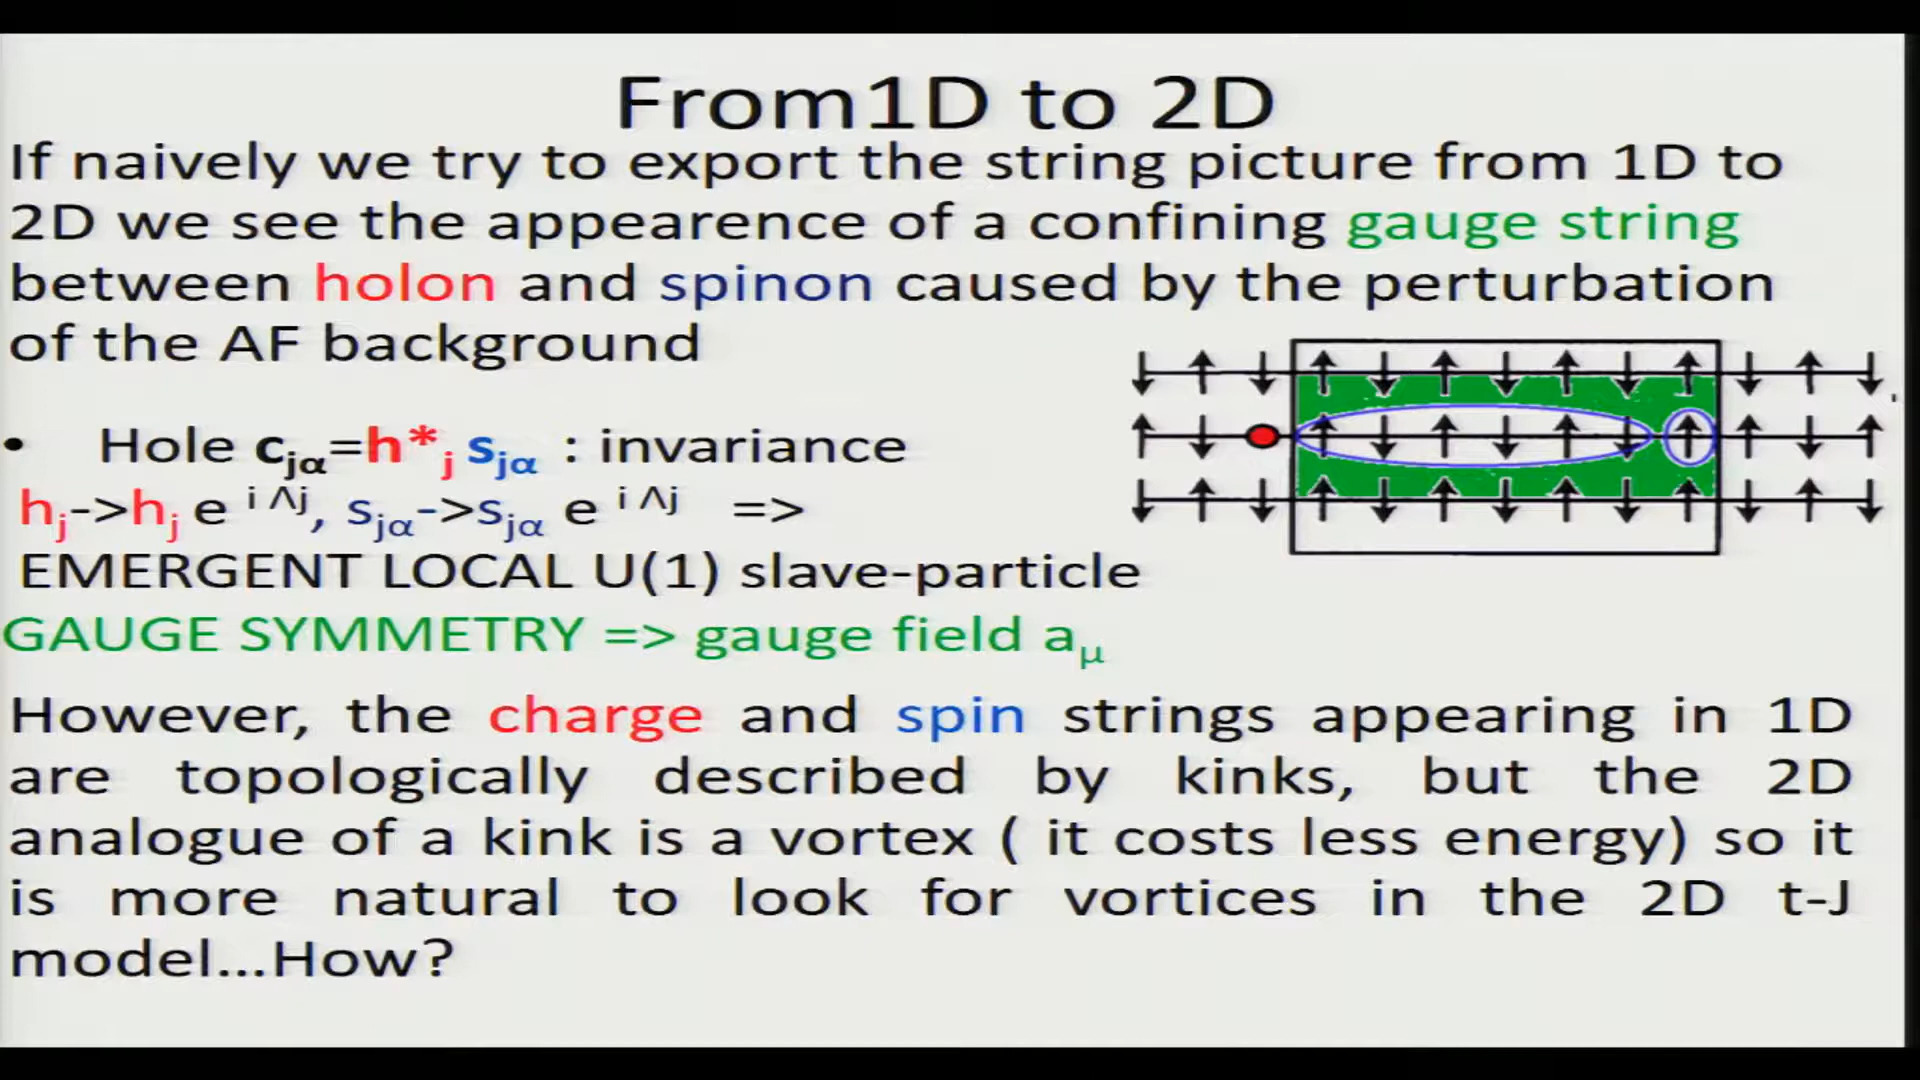 From1D to 2D
If naively we try to export the string picture from 1D to
2D we see the appearence of a confining gauge string
between holon and spinon caused by the perturbation
of the AF background
• Hole cjα=h*j sjα : invariance
hj->hj e i Λj, sjα->sjα e i Λj =>
EMERGENT LOCAL U(1) slave-particle
GAUGE SYMMETRY => gauge field aμ
However, the charge and spin strings appearing in 1D
are topologically described by kinks, but the 2D
analogue of a kink is a vortex ( it costs less energy) so it
is more natural to look for vortices in the 2D t-J
model...How?